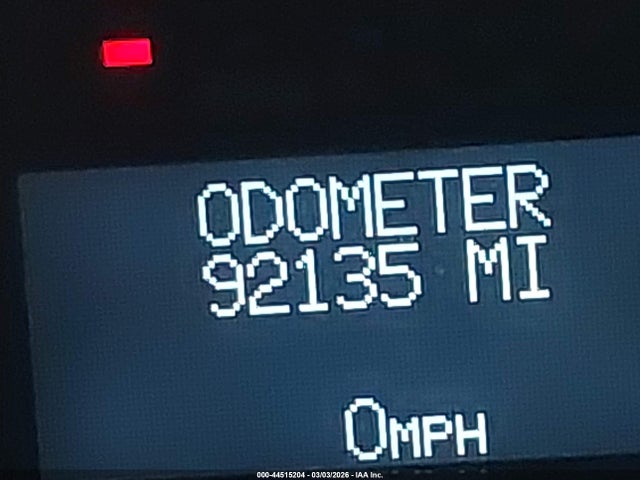 ODOMETER
92135 MI
0MPH
000-44515204 - 03/03/2026 - IAA Inc.